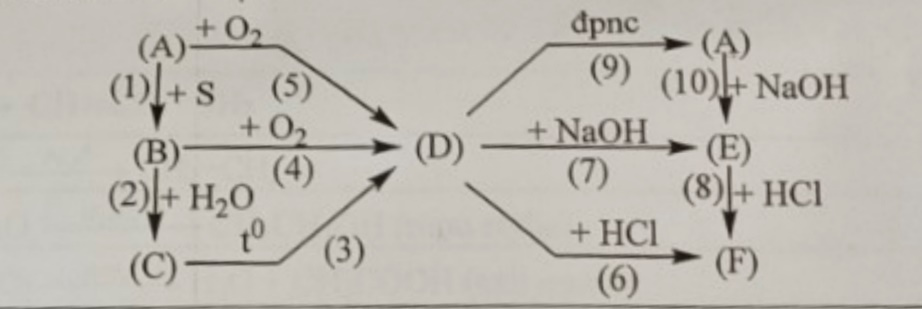 (A) + O₂ (5) đpnc (9) (A)
(1) + S (10) + NaOH
(B) + O₂ (4) (D) + NaOH (7) (E)
(2) + H₂O (8) + HCl
(C) t⁰ (3) + HCl (6) (F)